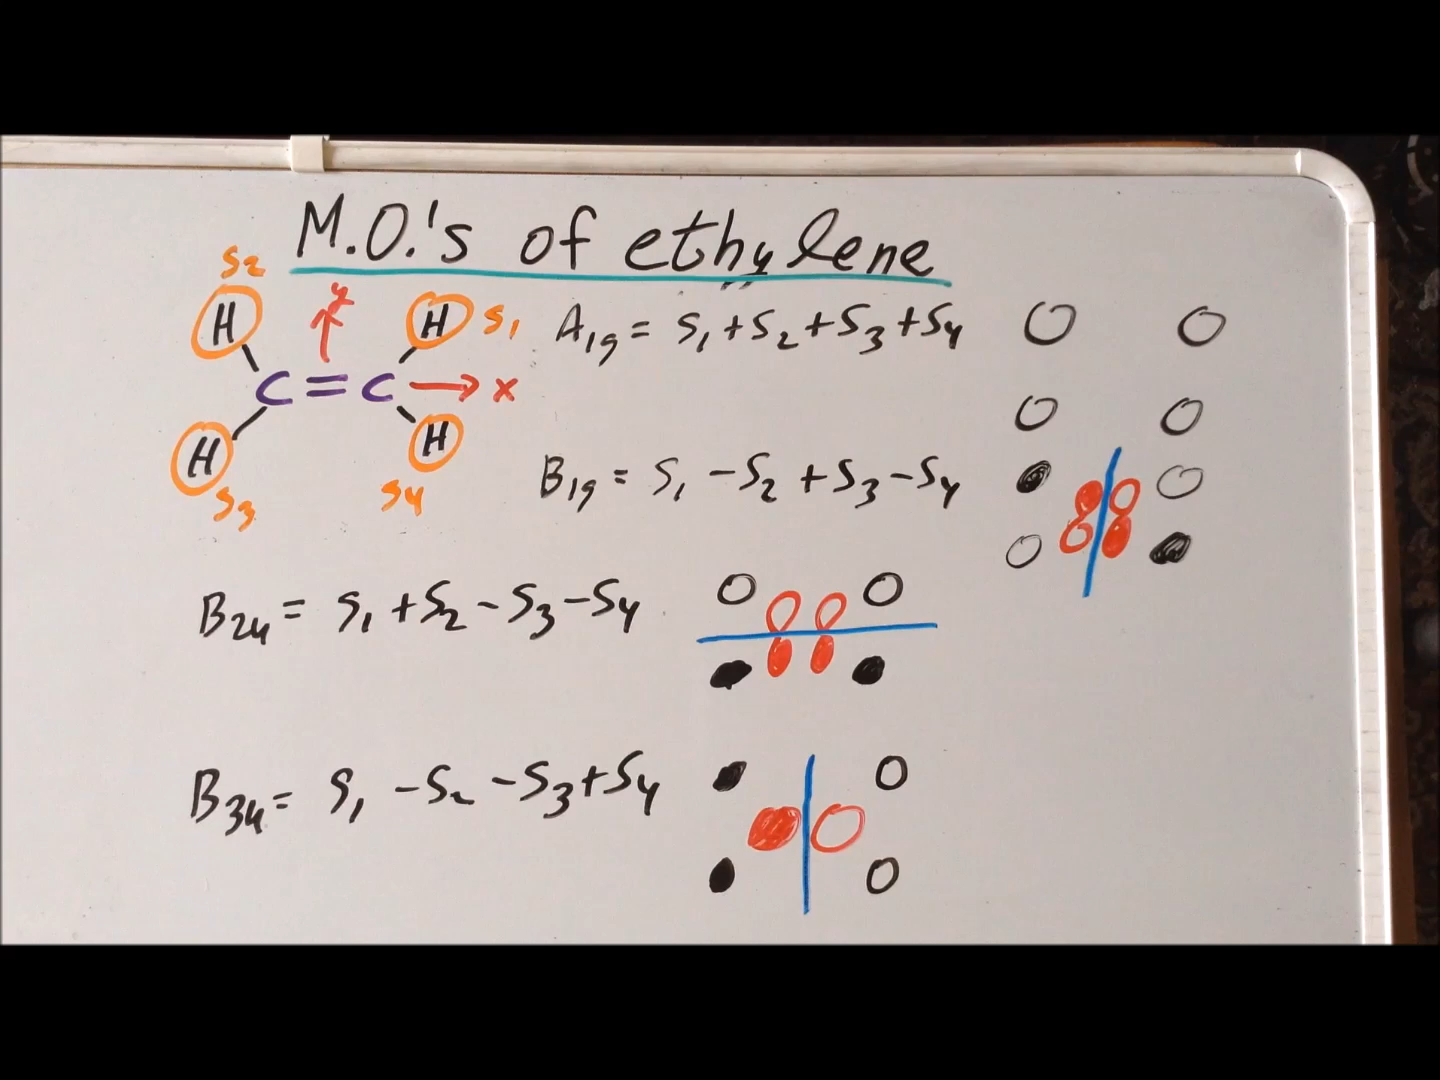 M.O.'s of ethylene
S2
H
H
S1
y
C=C
x
H
H
S3
S4
A1g = S1+S2+S3+S4
B1g = S1-S2+S3-S4
B2u = S1+S2-S3-S4
B3u = S1-S2-S3+S4